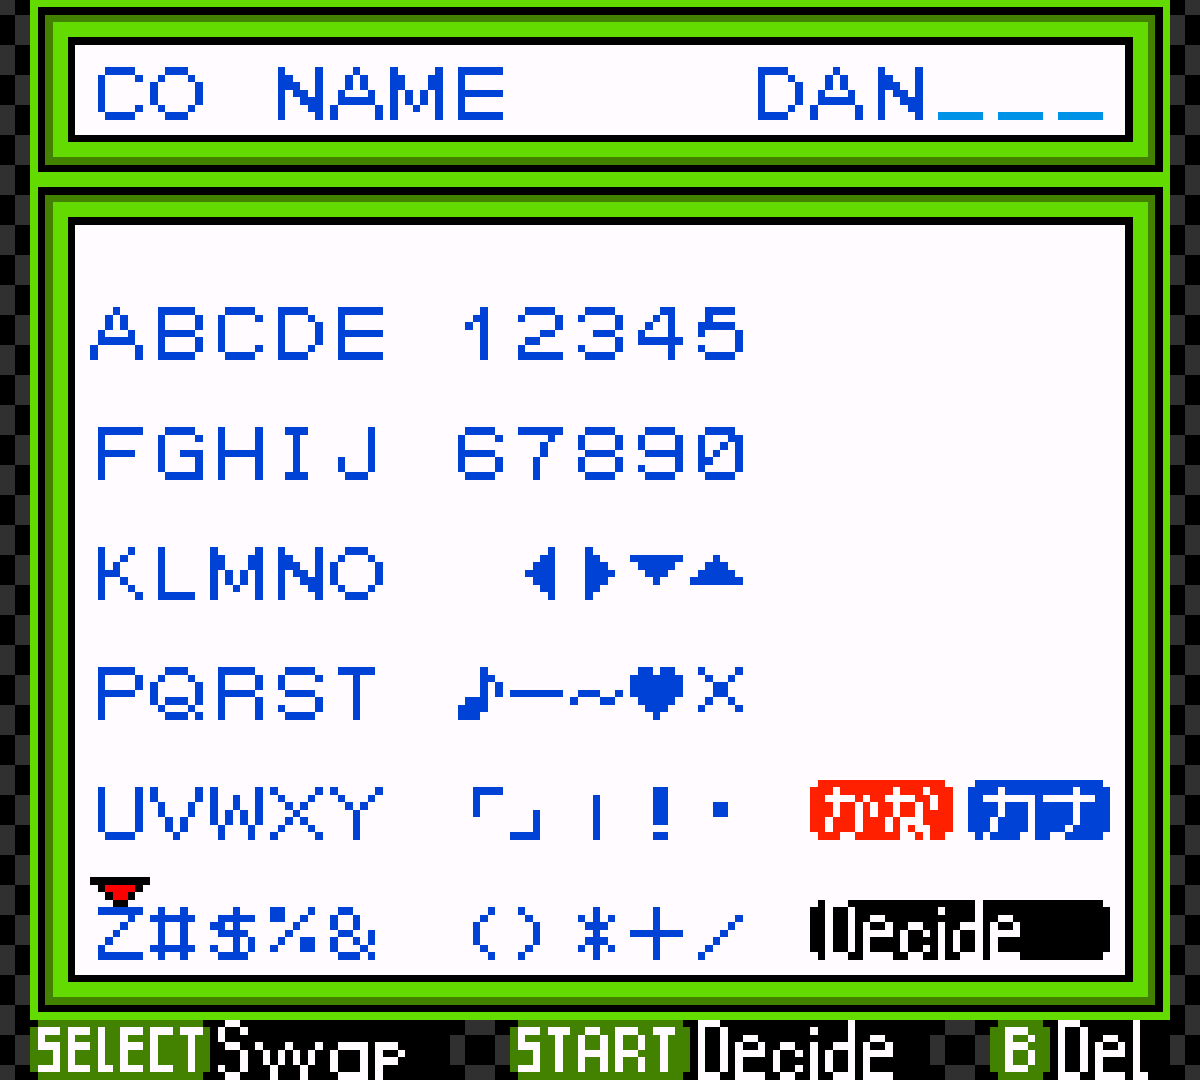 CO NAME DAN___
ABCDE 12345
FGHIJ 67890
KLMNO ◀▶▼▲
PQRST ♪ー~♥×
UVWXY 「」ı!・ かな カナ
Z#$%& ()*+/ Decide
SELECT Swap START Decide B Del